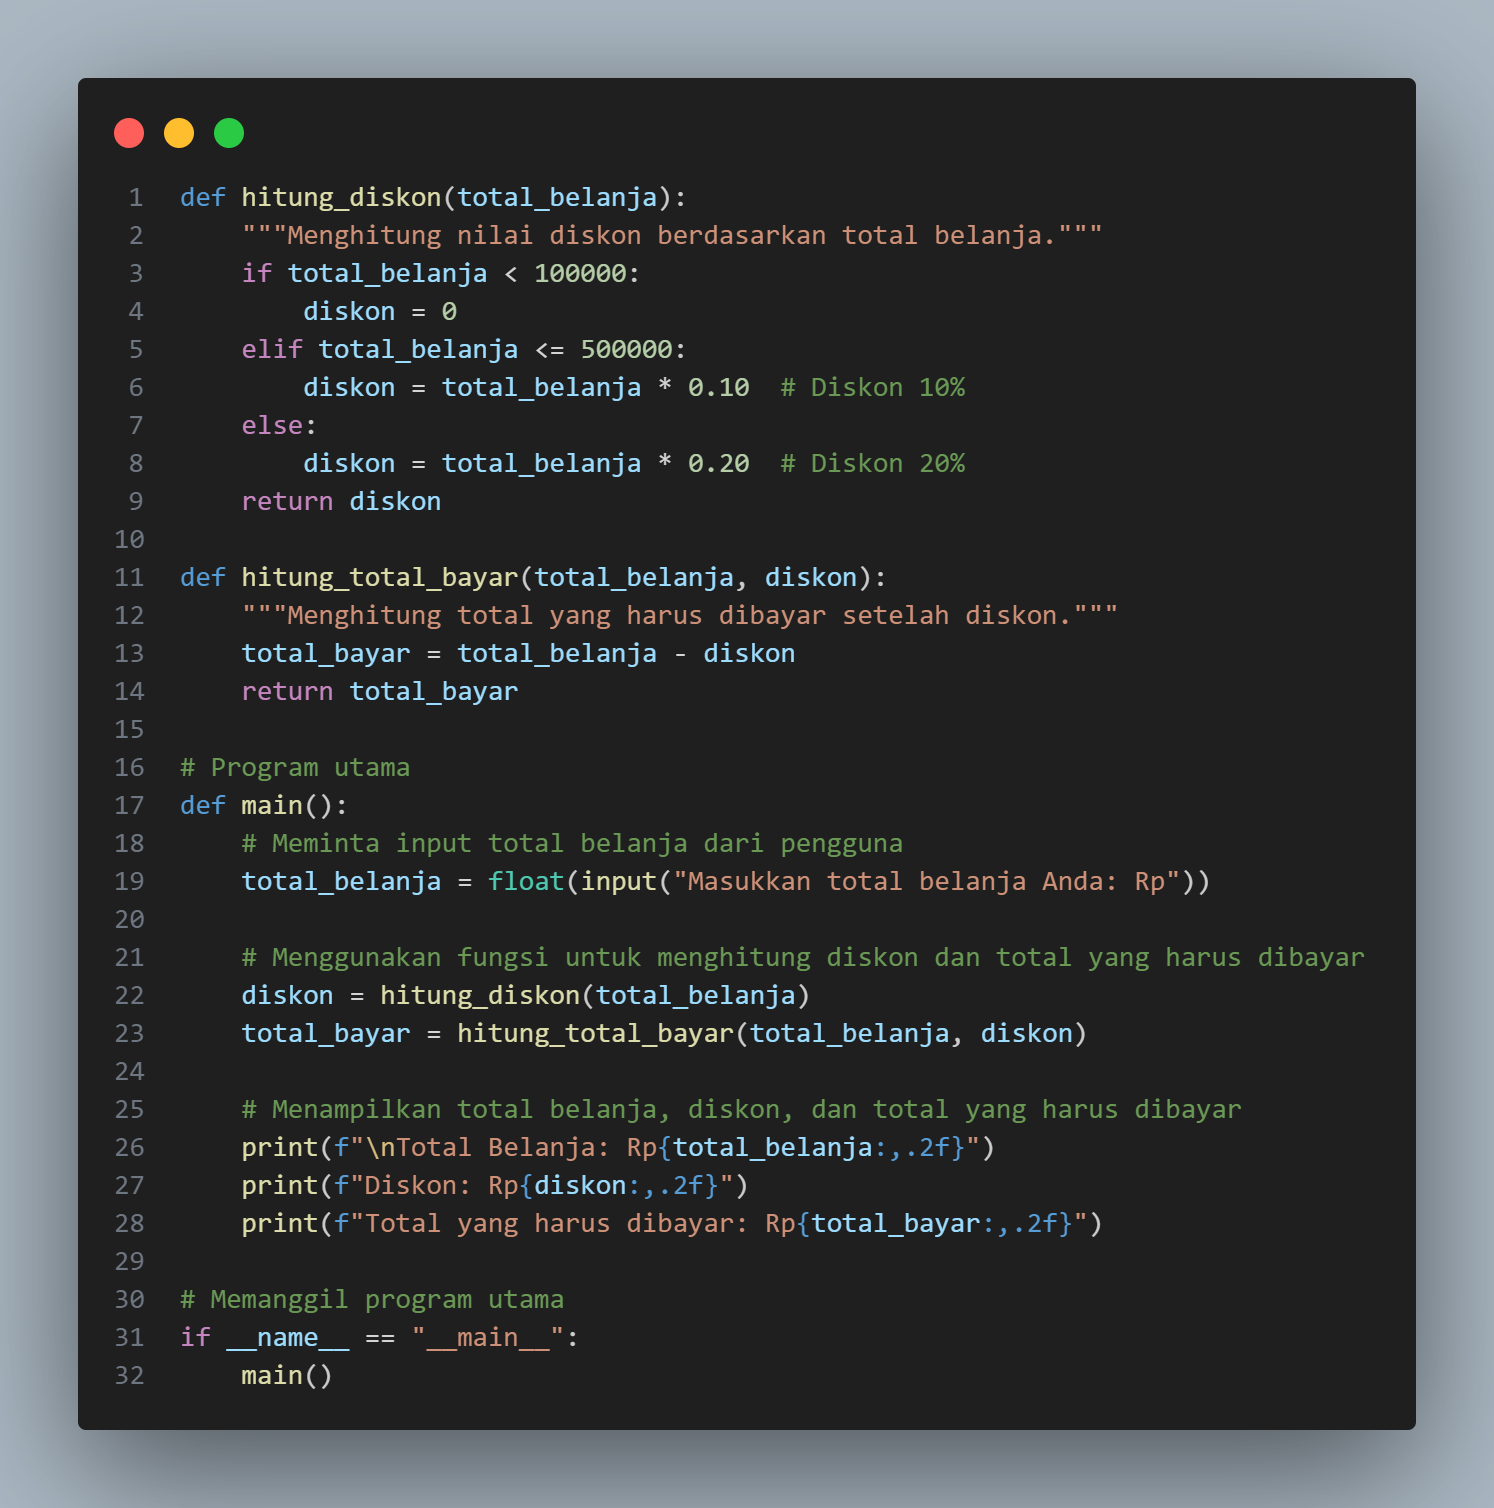 1 def hitung_diskon(total_belanja):
2     """Menghitung nilai diskon berdasarkan total belanja."""
3     if total_belanja < 100000:
4         diskon = 0
5     elif total_belanja <= 500000:
6         diskon = total_belanja * 0.10  # Diskon 10%
7     else:
8         diskon = total_belanja * 0.20  # Diskon 20%
9     return diskon
10
11 def hitung_total_bayar(total_belanja, diskon):
12     """Menghitung total yang harus dibayar setelah diskon."""
13     total_bayar = total_belanja - diskon
14     return total_bayar
15
16 # Program utama
17 def main():
18     # Meminta input total belanja dari pengguna
19     total_belanja = float(input("Masukkan total belanja Anda: Rp"))
20
21     # Menggunakan fungsi untuk menghitung diskon dan total yang harus dibayar
22     diskon = hitung_diskon(total_belanja)
23     total_bayar = hitung_total_bayar(total_belanja, diskon)
24
25     # Menampilkan total belanja, diskon, dan total yang harus dibayar
26     print(f"\nTotal Belanja: Rp{total_belanja:,.2f}")
27     print(f"Diskon: Rp{diskon:,.2f}")
28     print(f"Total yang harus dibayar: Rp{total_bayar:,.2f}")
29
30 # Memanggil program utama
31 if __name__ == "__main__":
32     main()